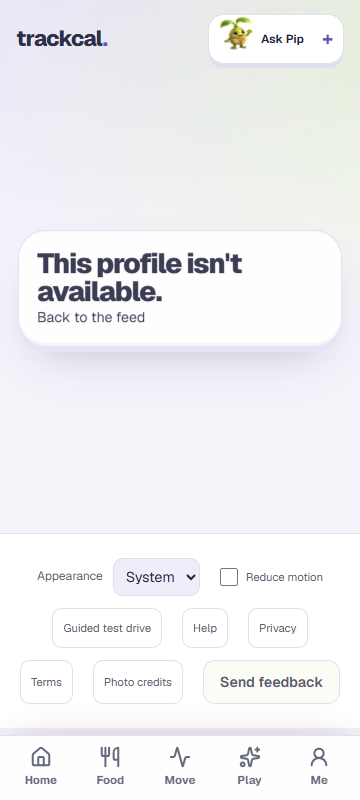 trackcal.
Ask Pip +
This profile isn't
available.
Back to the feed
Appearance System Reduce motion
Guided test drive Help Privacy
Terms Photo credits Send feedback
Home Food Move Play Me